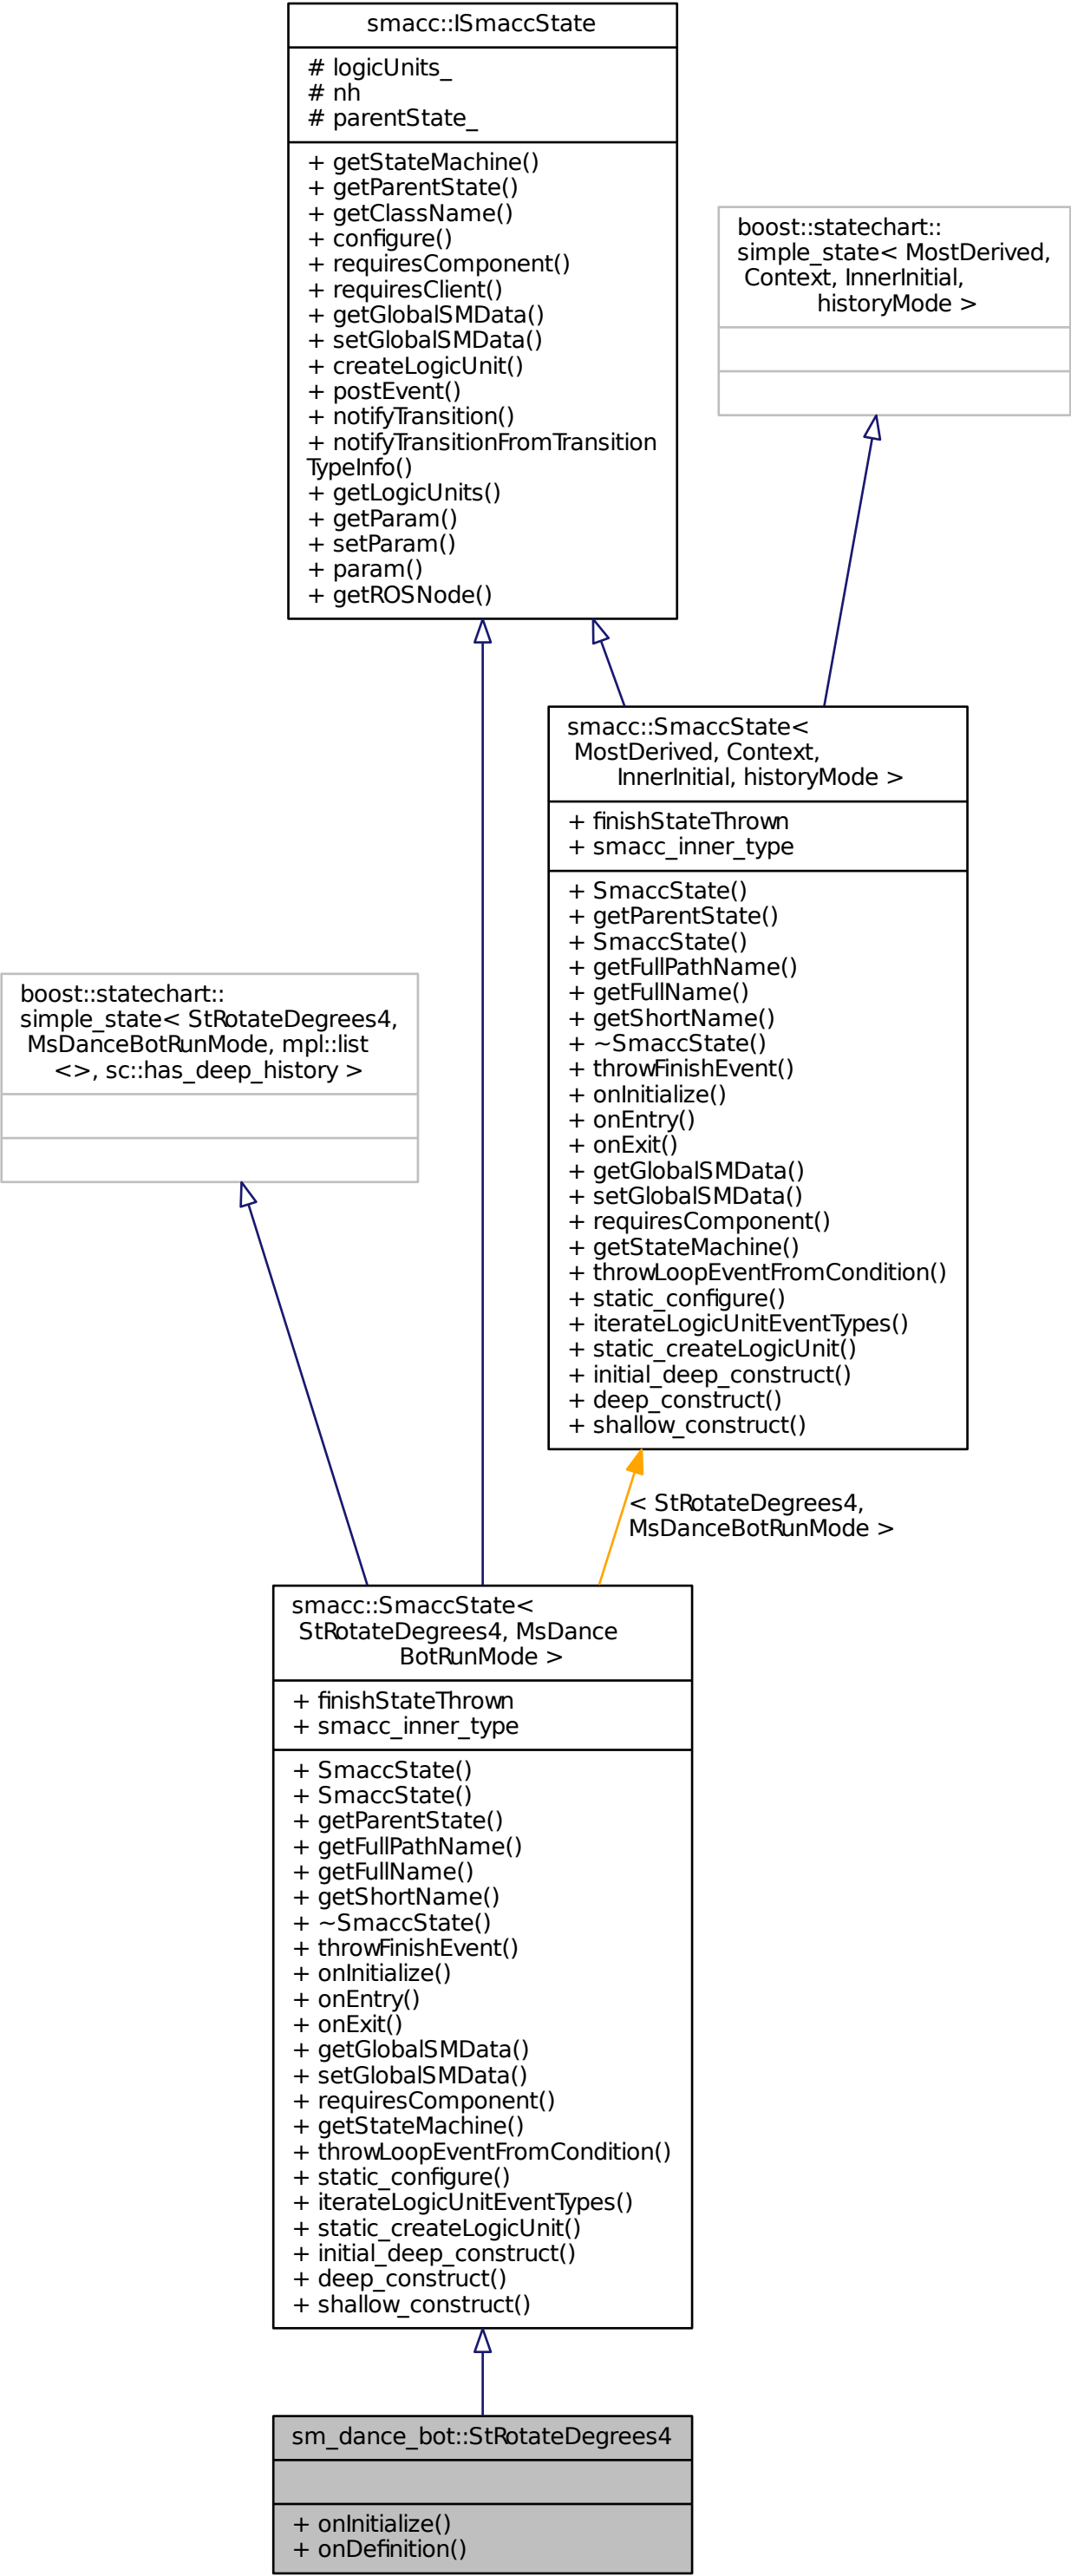 smacc::ISmaccState
# logicUnits_
# nh
# parentState_
+ getStateMachine()
+ getParentState()
+ getClassName()
+ configure()
+ requiresComponent()
+ requiresClient()
+ getGlobalSMData()
+ setGlobalSMData()
+ createLogicUnit()
+ postEvent()
+ notifyTransition()
+ notifyTransitionFromTransition
TypeInfo()
+ getLogicUnits()
+ getParam()
+ setParam()
+ param()
+ getROSNode()
boost::statechart::
simple_state< MostDerived,
Context, InnerInitial,
historyMode >
smacc::SmaccState<
MostDerived, Context,
InnerInitial, historyMode >
+ finishStateThrown
+ smacc_inner_type
+ SmaccState()
+ getParentState()
+ SmaccState()
+ getFullPathName()
+ getFullName()
+ getShortName()
+ ~SmaccState()
+ throwFinishEvent()
+ onInitialize()
+ onEntry()
+ onExit()
+ getGlobalSMData()
+ setGlobalSMData()
+ requiresComponent()
+ getStateMachine()
+ throwLoopEventFromCondition()
+ static_configure()
+ iterateLogicUnitEventTypes()
+ static_createLogicUnit()
+ initial_deep_construct()
+ deep_construct()
+ shallow_construct()
boost::statechart::
simple_state< StRotateDegrees4,
MsDanceBotRunMode, mpl::list
<>, sc::has_deep_history >
< StRotateDegrees4,
MsDanceBotRunMode >
smacc::SmaccState<
StRotateDegrees4, MsDance
BotRunMode >
+ finishStateThrown
+ smacc_inner_type
+ SmaccState()
+ SmaccState()
+ getParentState()
+ getFullPathName()
+ getFullName()
+ getShortName()
+ ~SmaccState()
+ throwFinishEvent()
+ onInitialize()
+ onEntry()
+ onExit()
+ getGlobalSMData()
+ setGlobalSMData()
+ requiresComponent()
+ getStateMachine()
+ throwLoopEventFromCondition()
+ static_configure()
+ iterateLogicUnitEventTypes()
+ static_createLogicUnit()
+ initial_deep_construct()
+ deep_construct()
+ shallow_construct()
sm_dance_bot::StRotateDegrees4
+ onInitialize()
+ onDefinition()